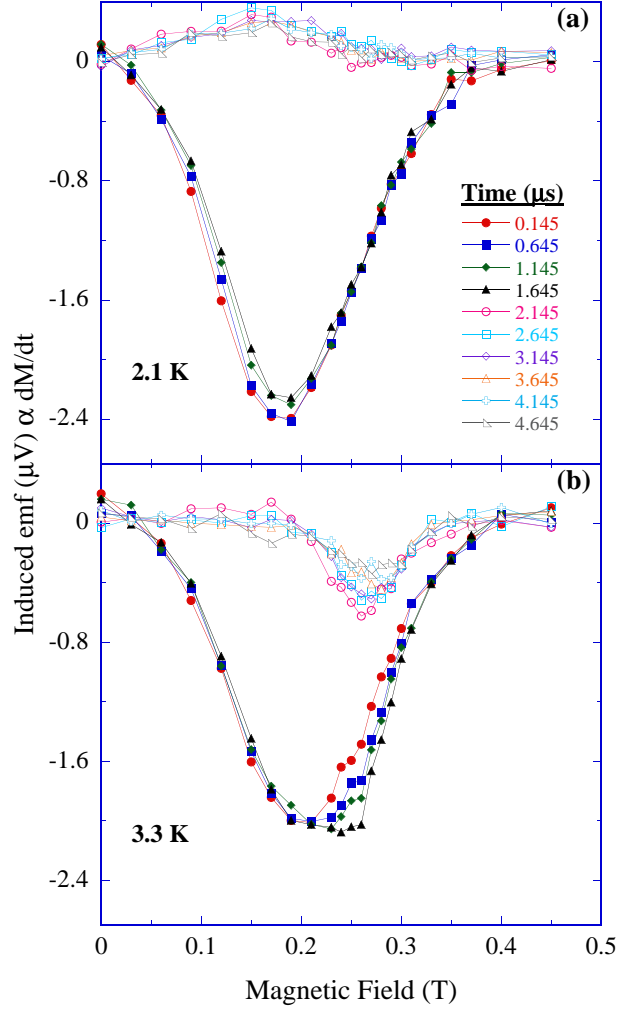 (a)
0
-0.8
-1.6
-2.4
Time (μs)
0.145
0.645
1.145
1.645
2.145
2.645
3.145
3.645
4.145
4.645
2.1 K
(b)
0
-0.8
-1.6
-2.4
3.3 K
Induced emf (μV) α dM/dt
0 0.1 0.2 0.3 0.4 0.5
Magnetic Field (T)